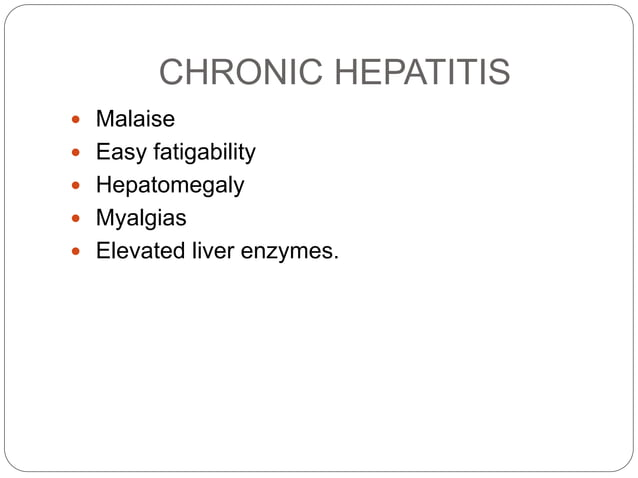 CHRONIC HEPATITIS
• Malaise
• Easy fatigability
• Hepatomegaly
• Myalgias
• Elevated liver enzymes.